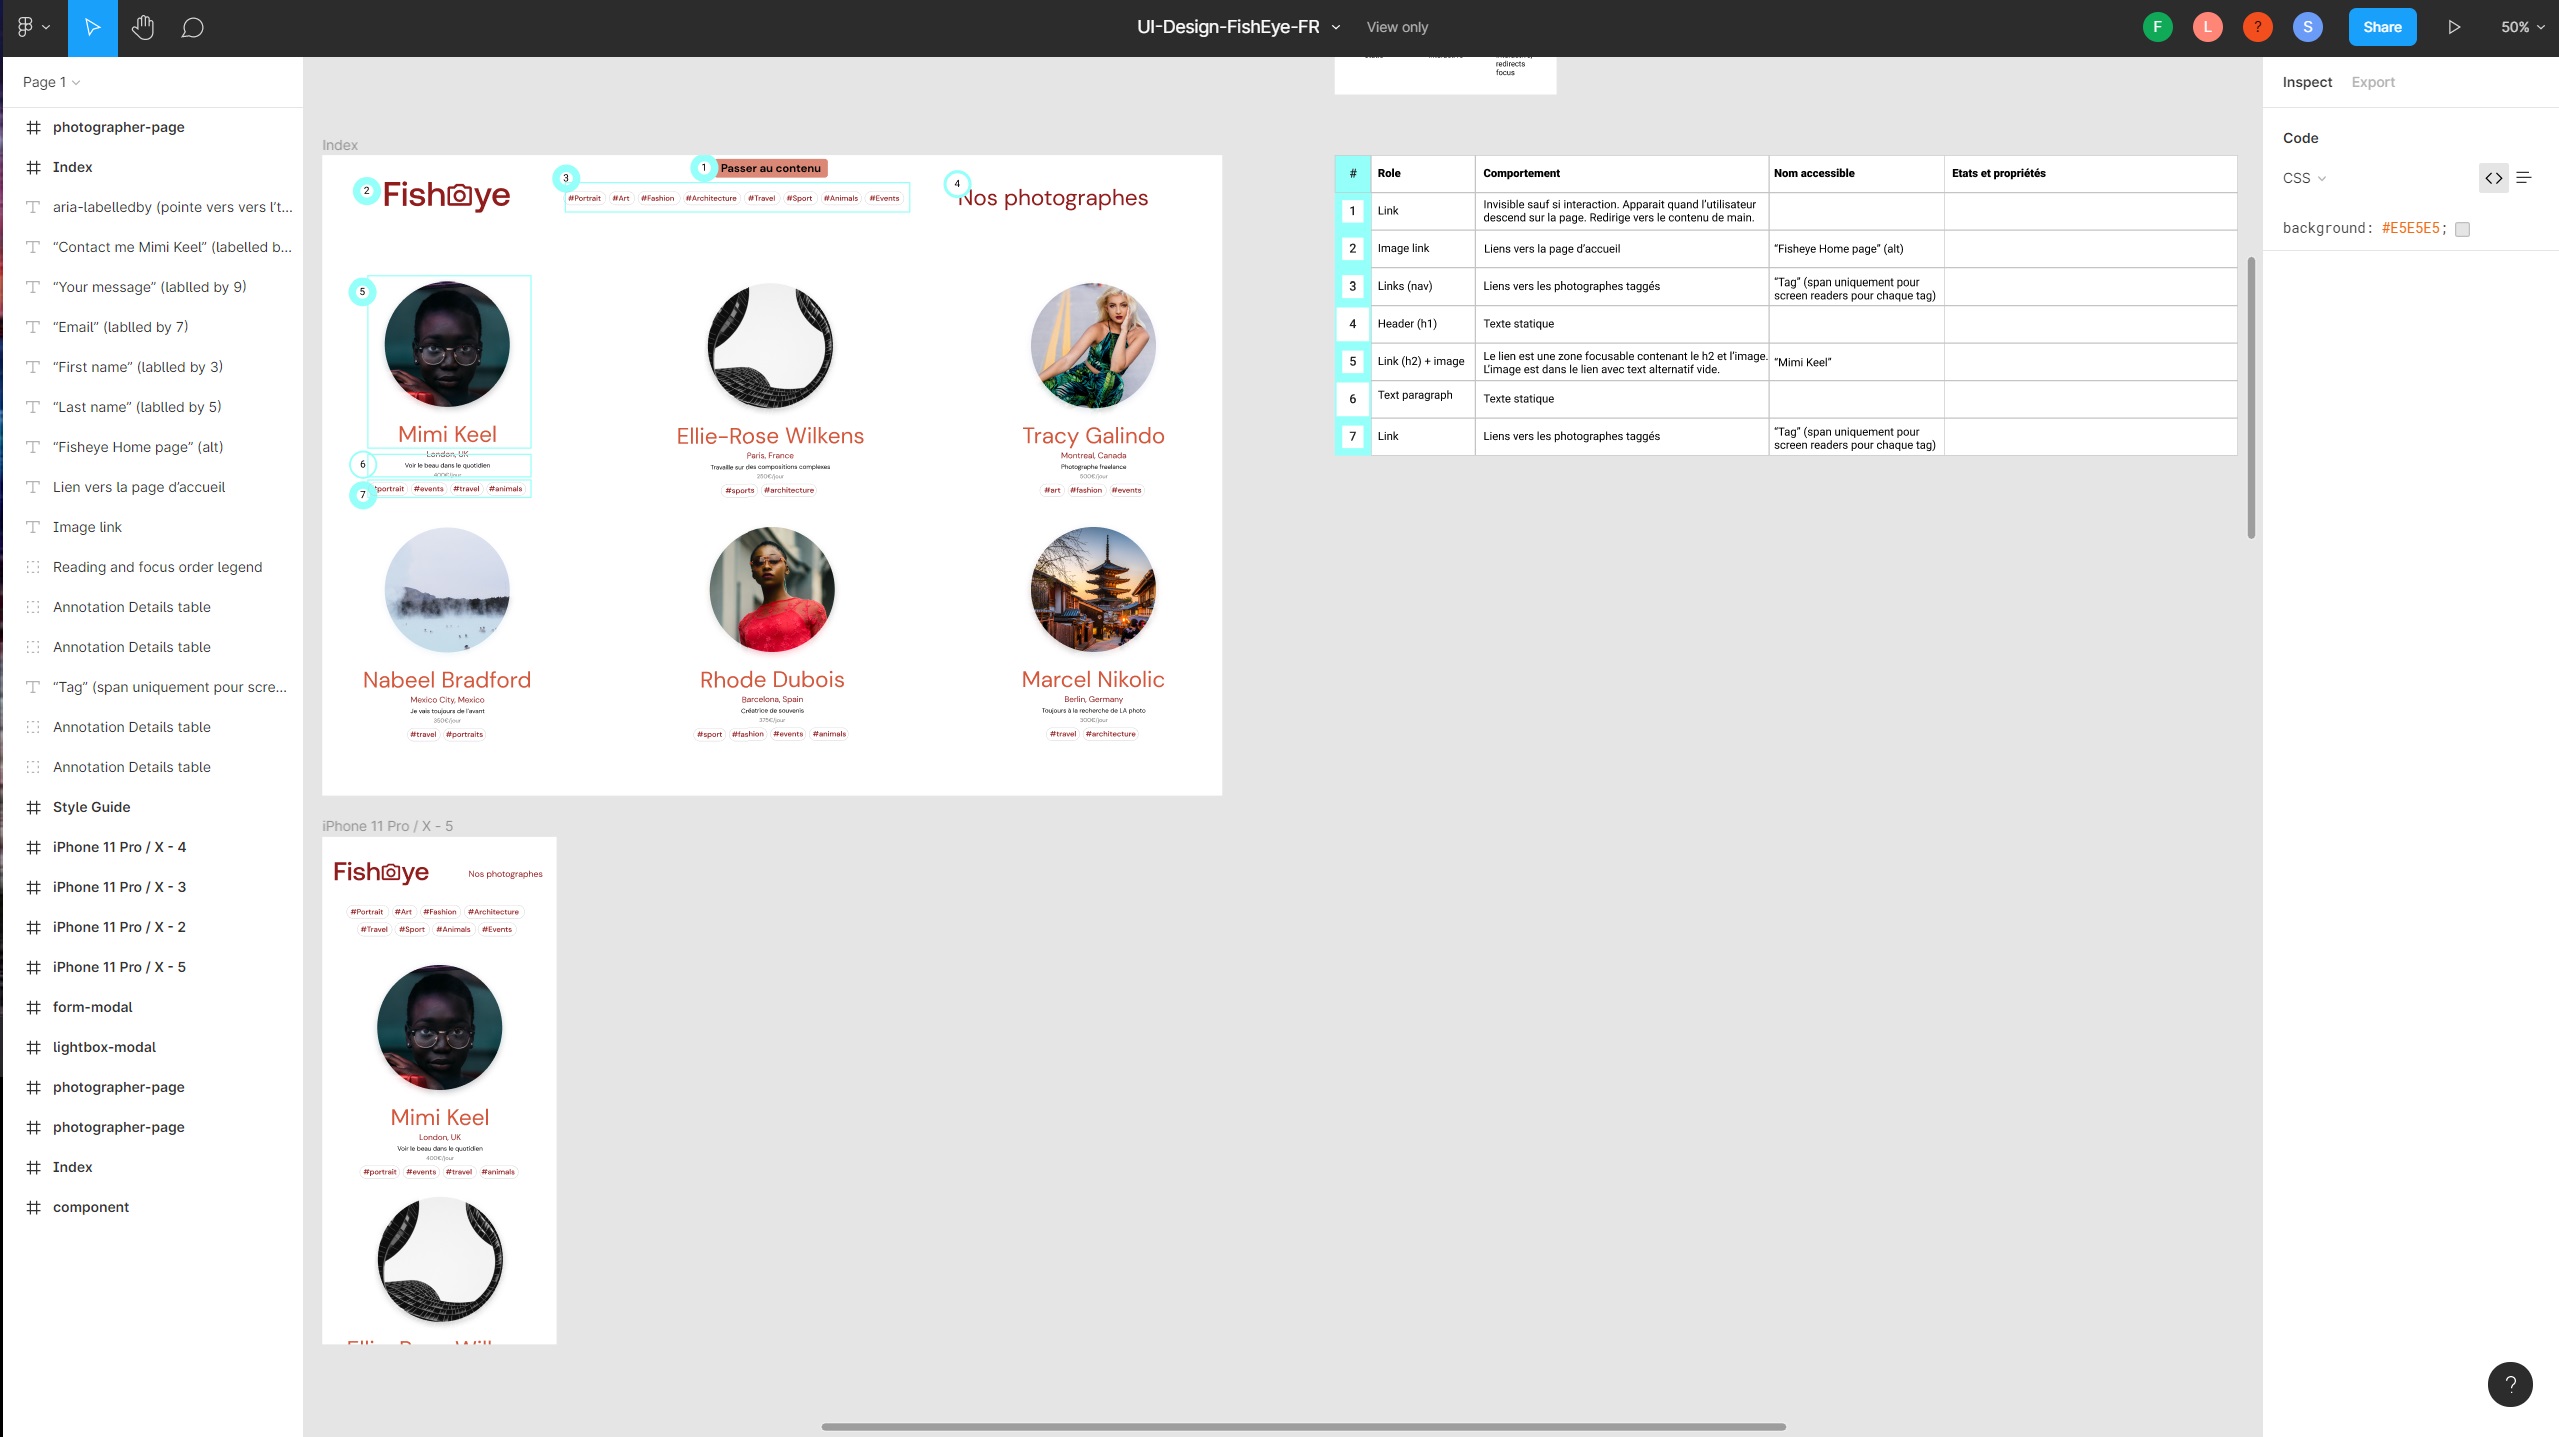 UI-Design-FishEye-FR
View only
F
L
?
S
Share
50%
Page 1
photographer-page
Index
aria-labelledby (pointe vers vers l't...
“Contact me Mimi Keel” (labelled b...
“Your message” (lablled by 9)
“Email” (lablled by 7)
“First name” (lablled by 3)
“Last name” (lablled by 5)
“Fisheye Home page” (alt)
Lien vers la page d’accueil
Image link
Reading and focus order legend
Annotation Details table
Annotation Details table
“Tag” (span uniquement pour scre...
Annotation Details table
Annotation Details table
Style Guide
iPhone 11 Pro / X - 4
iPhone 11 Pro / X - 3
iPhone 11 Pro / X - 2
iPhone 11 Pro / X - 5
form-modal
lightbox-modal
photographer-page
photographer-page
Index
component
redirects
focus
Index
1 Passer au contenu
2 Fisheye
3
#Portrait #Art #Fashion #Architecture #Travel #Sport #Animals #Events
4
Nos photographes
5
Mimi Keel
London, UK
6
Voir le beau dans le quotidien
400€/jour
7
#portrait #events #travel #animals
Ellie-Rose Wilkens
Paris, France
Travaille sur des compositions complexes
250€/jour
#sports #architecture
Tracy Galindo
Montreal, Canada
Photographe freelance
500€/jour
#art #fashion #events
Nabeel Bradford
Mexico City, Mexico
Je vais toujours de l'avant
350€/jour
#travel #portraits
Rhode Dubois
Barcelona, Spain
Créatrice de souvenirs
375€/jour
#sport #fashion #events #animals
Marcel Nikolic
Berlin, Germany
Toujours à la recherche de LA photo
300€/jour
#travel #architecture
iPhone 11 Pro / X - 5
Fisheye
Nos photographes
#Portrait #Art #Fashion #Architecture
#Travel #Sport #Animals #Events
Mimi Keel
London, UK
Voir le beau dans le quotidien
400€/jour
#portrait #events #travel #animals
# Role Comportement Nom accessible Etats et propriétés
1 Link Invisible sauf si interaction. Apparait quand l’utilisateur
descend sur la page. Redirige vers le contenu de main.
2 Image link Liens vers la page d’accueil “Fisheye Home page” (alt)
3 Links (nav) Liens vers les photographes taggés “Tag” (span uniquement pour
screen readers pour chaque tag)
4 Header (h1) Texte statique
5 Link (h2) + image Le lien est une zone focusable contenant le h2 et l’image.
L’image est dans le lien avec text alternatif vide. “Mimi Keel”
6 Text paragraph Texte statique
7 Link Liens vers les photographes taggés “Tag” (span uniquement pour
screen readers pour chaque tag)
Inspect Export
Code
CSS
background: #E5E5E5;
?